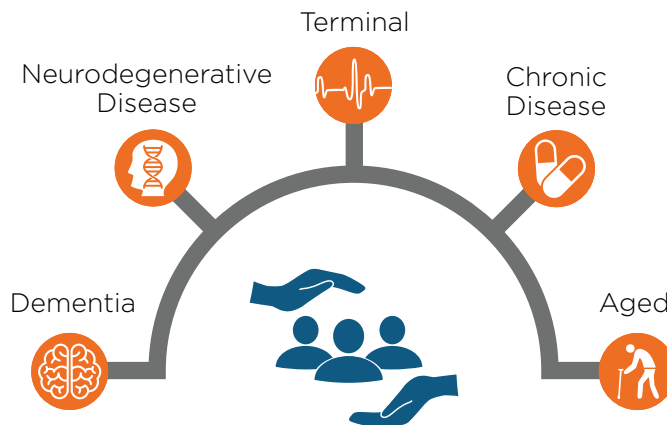 Terminal
Neurodegenerative
Disease
Chronic
Disease
Dementia
Aged